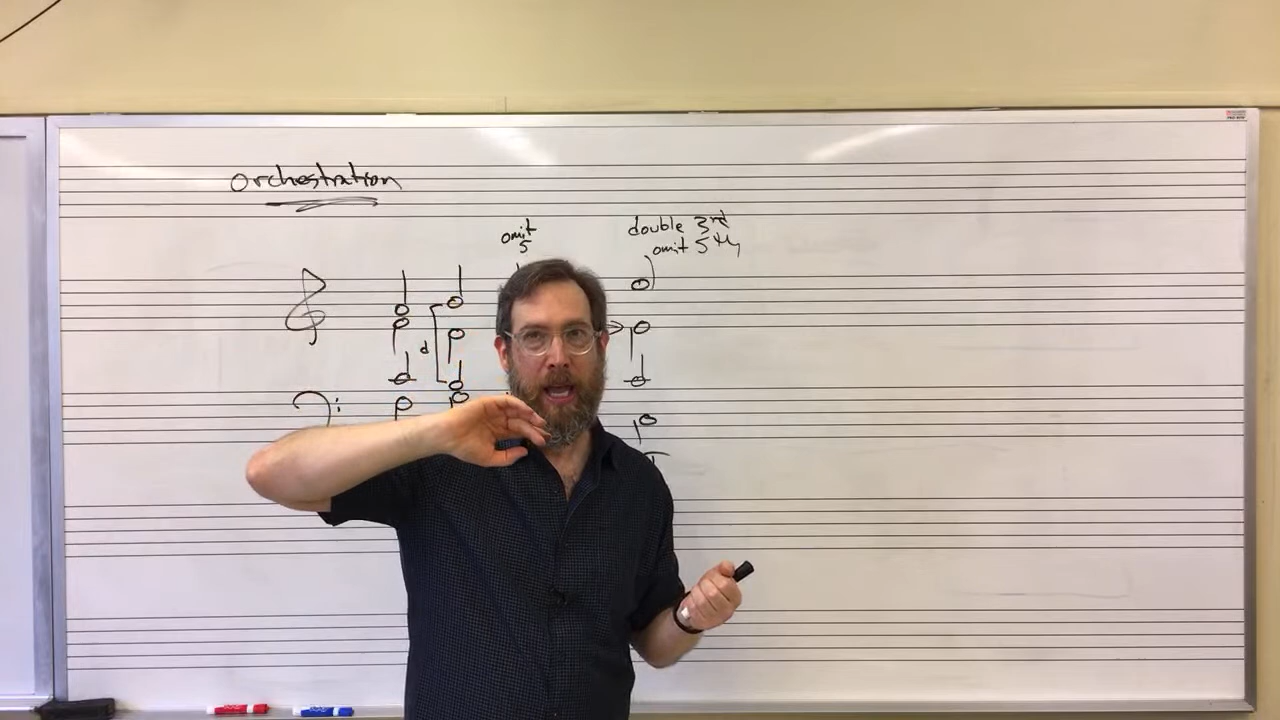 orchestration
omit
5
double 3rd
omit 5th
d